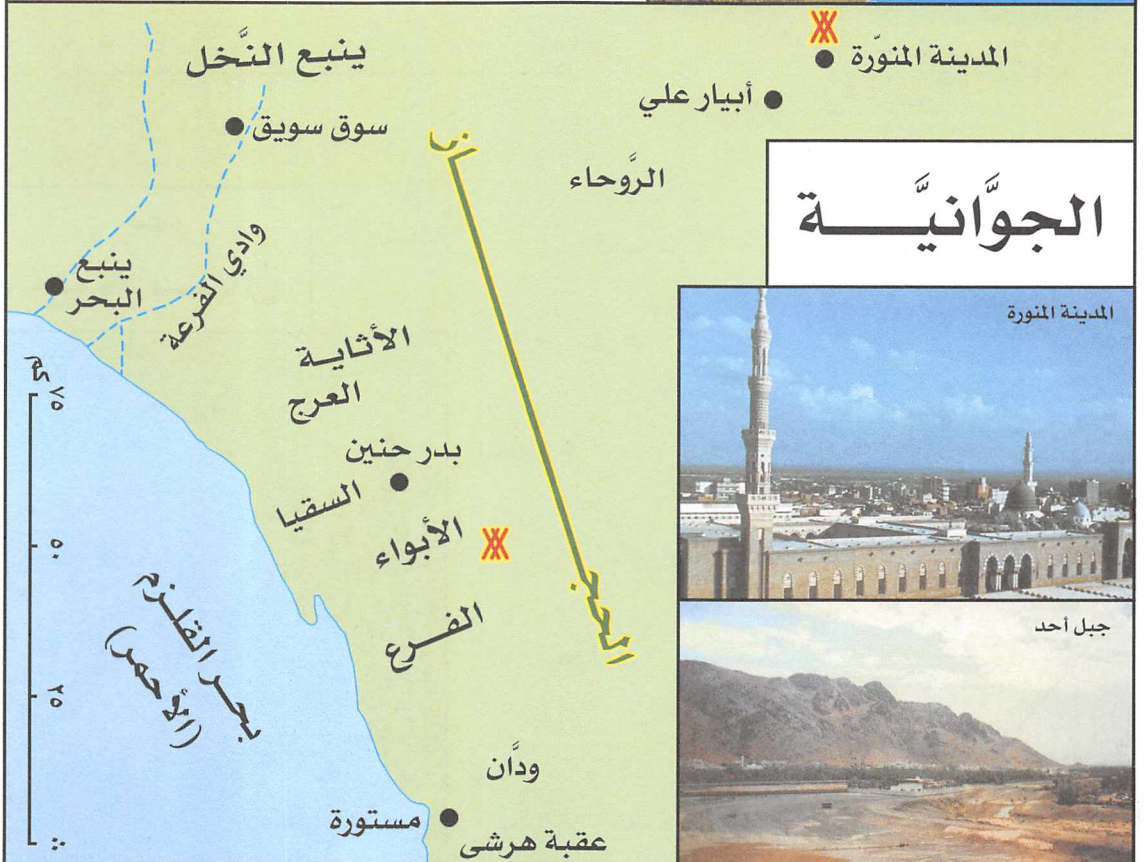 المدينة المنوّرة
أبيار علي
ينبع النَّخل
سوق سويق
الرَّوحاء
الجوَّانيَّة
وادي الفرعة
ينبع
البحر
المدينة المنورة
الأثاية
العرج
بدر حنين
السقيا
الأبواء
الفرع
الحجاز
جبل أحد
بحر القلزم
(الأحمر)
ودَّان
مستورة
عقبة هرشى
كم
٧٥
٥٠
٢٥
٠